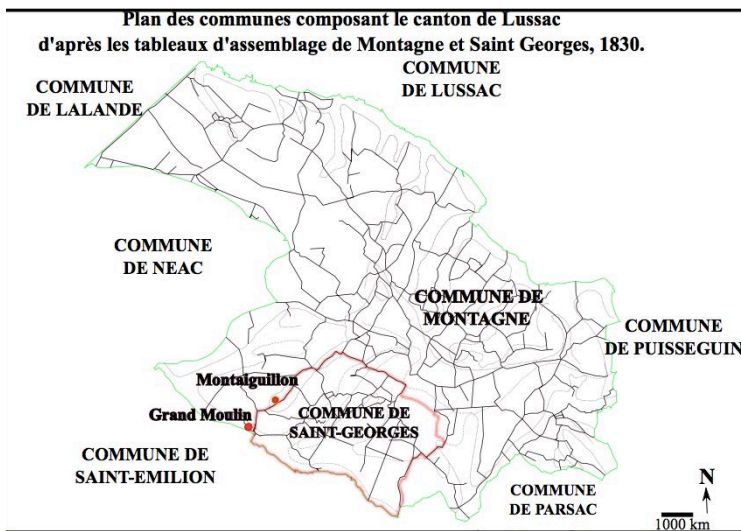 Plan des communes composant le canton de Lussac
d'après les tableaux d'assemblage de Montagne et Saint Georges, 1830.
COMMUNE
DE LALANDE
COMMUNE
DE LUSSAC
COMMUNE
DE NEAC
COMMUNE DE
MONTAGNE
COMMUNE
DE PUISSEGUIN
Montaiguillon
Grand Moulin
COMMUNE DE
SAINT-GEORGES
COMMUNE DE
SAINT-EMILION
COMMUNE
DE PARSAC
N
1000 km